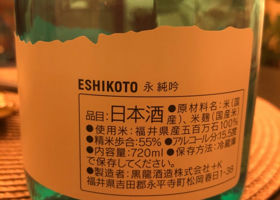 ESHIKOTO 永 純吟
品目:日本酒 ●原材料名:米(国
産)、米麹(国産米)
●使用米:福井県産五百万石100%
●精米歩合:55% ●アルコール分:15.5度
●内容量:720ml ●保存方法:冷蔵庫
で保存してください。
●製造者:黒龍酒造株式会社+K
福井県吉田郡永平寺町松岡春日1-38